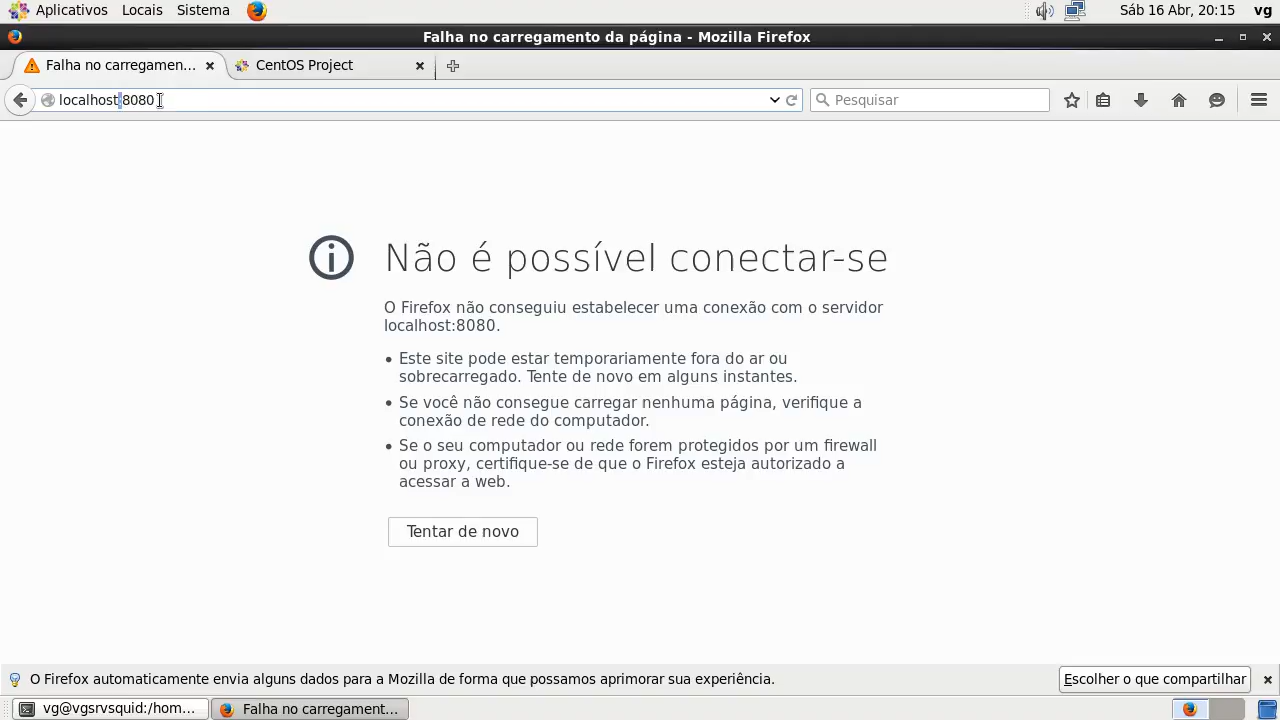 Aplicativos Locais Sistema Sáb 16 Abr, 20:15 vg
Falha no carregamento da página - Mozilla Firefox
Falha no carregamen... CentOS Project
localhost:8080 Pesquisar
Não é possível conectar-se
O Firefox não conseguiu estabelecer uma conexão com o servidor
localhost:8080.
• Este site pode estar temporariamente fora do ar ou
sobrecarregado. Tente de novo em alguns instantes.
• Se você não consegue carregar nenhuma página, verifique a
conexão de rede do computador.
• Se o seu computador ou rede forem protegidos por um firewall
ou proxy, certifique-se de que o Firefox esteja autorizado a
acessar a web.
Tentar de novo
O Firefox automaticamente envia alguns dados para a Mozilla de forma que possamos aprimorar sua experiência. Escolher o que compartilhar
vg@vgsrvsquid:/hom... Falha no carregament...